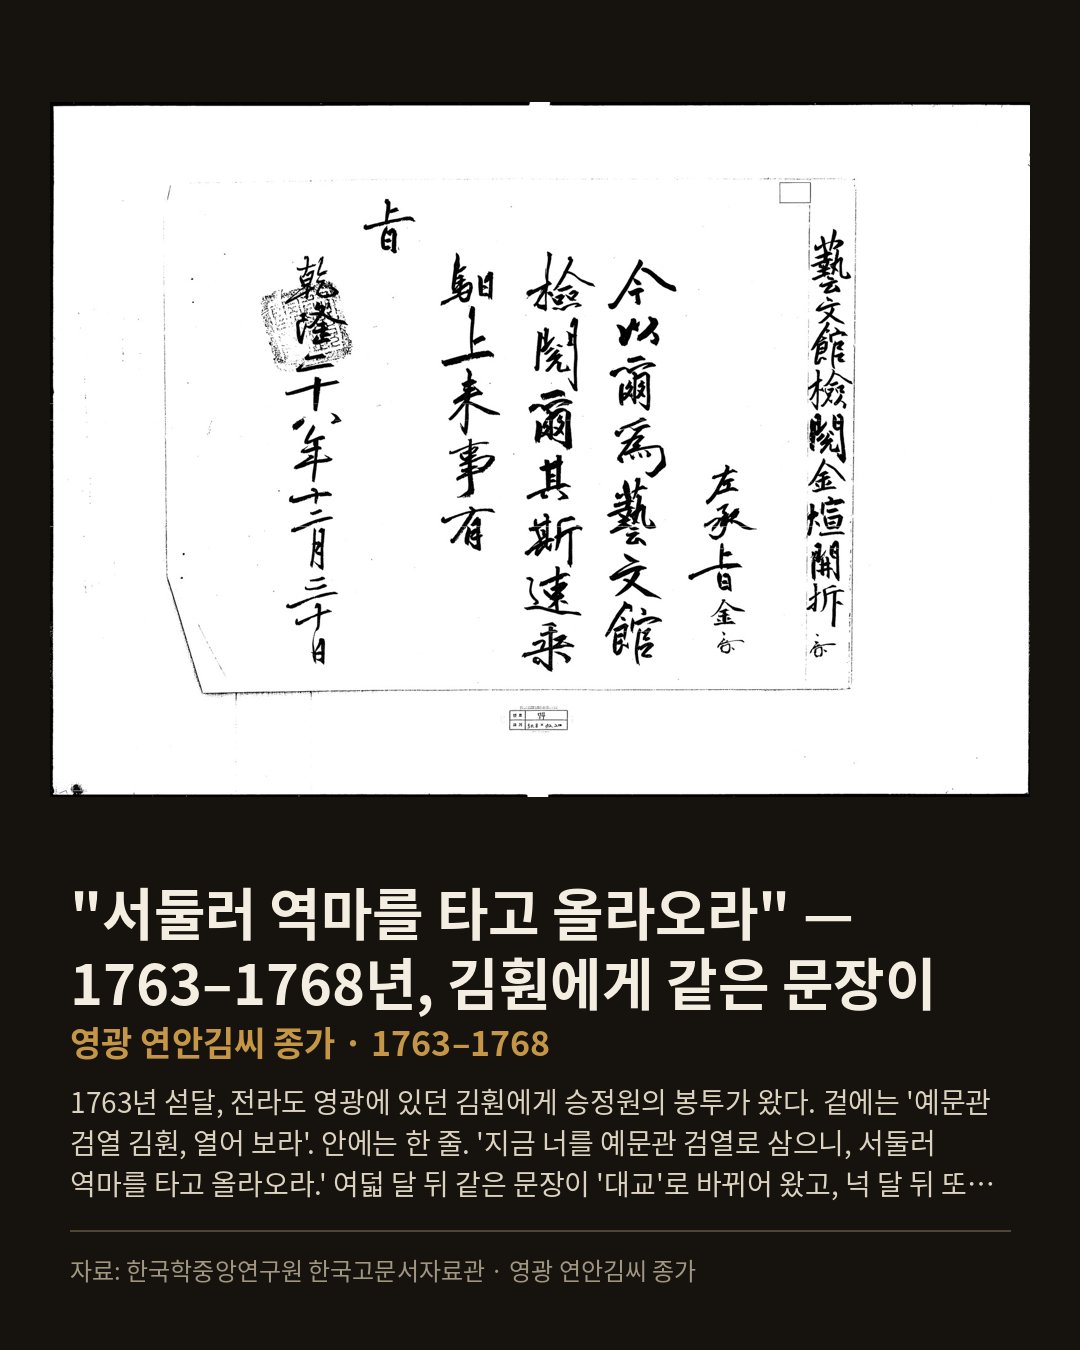 藝文館檢閱金煊開拆
左承旨金
今以爾爲藝文館
檢閱爾其斯速乘
馹上来事有
旨
乾隆二十八年十二月三十日
"서둘러 역마를 타고 올라오라" —
1763–1768년, 김훤에게 같은 문장이
영광 연안김씨 종가 · 1763–1768
1763년 섣달, 전라도 영광에 있던 김훤에게 승정원의 봉투가 왔다. 겉에는 '예문관
검열 김훤, 열어 보라'. 안에는 한 줄. '지금 너를 예문관 검열로 삼으니, 서둘러
역마를 타고 올라오라.' 여덟 달 뒤 같은 문장이 '대교'로 바뀌어 왔고, 넉 달 뒤 또…
자료: 한국학중앙연구원 한국고문서자료관 · 영광 연안김씨 종가